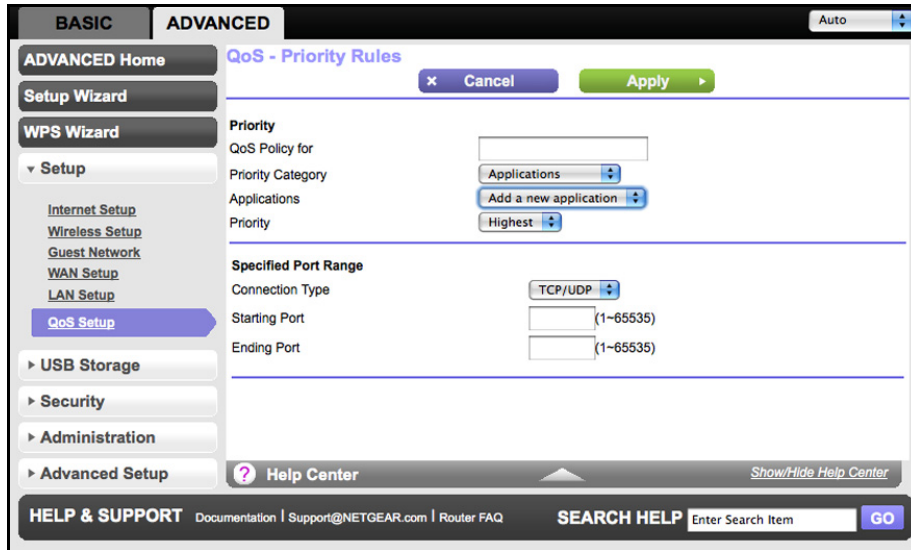 BASIC
ADVANCED
Auto
ADVANCED Home
Setup Wizard
WPS Wizard
Setup
Internet Setup
Wireless Setup
Guest Network
WAN Setup
LAN Setup
QoS Setup
USB Storage
Security
Administration
Advanced Setup
QoS - Priority Rules
Cancel
Apply
Priority
QoS Policy for
Priority Category Applications
Applications Add a new application
Priority Highest
Specified Port Range
Connection Type TCP/UDP
Starting Port (1~65535)
Ending Port (1~65535)
? Help Center
Show/Hide Help Center
HELP & SUPPORT Documentation | Support@NETGEAR.com | Router FAQ
SEARCH HELP Enter Search Item GO